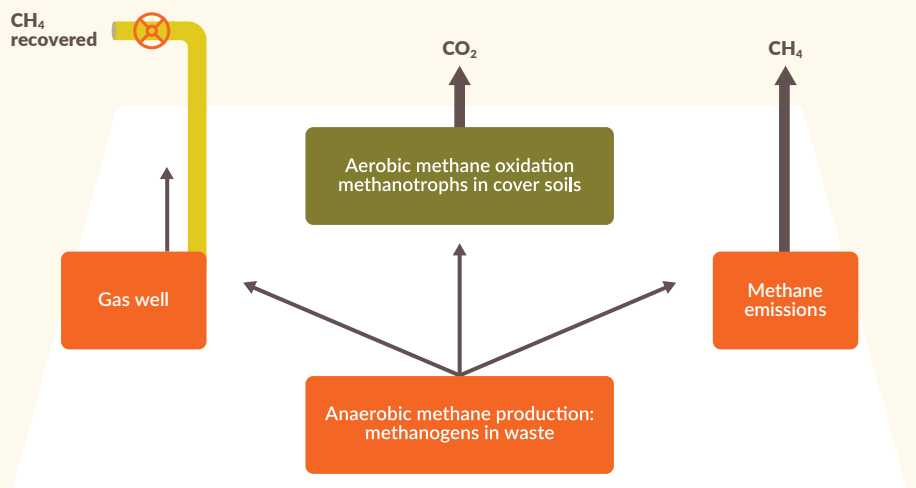 CH₄
recovered
CO₂
CH₄
Aerobic methane oxidation
methanotrophs in cover soils
Gas well
Methane
emissions
Anaerobic methane production:
methanogens in waste